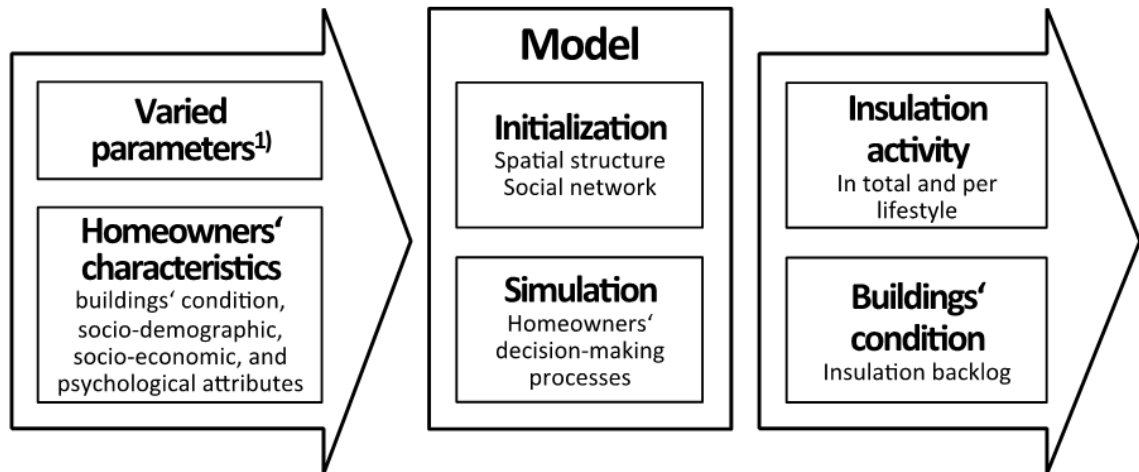 Varied
parameters1)
Homeowners‘
characteristics
buildings‘ condition,
socio-demographic,
socio-economic, and
psychological attributes
Model
Initialization
Spatial structure
Social network
Simulation
Homeowners‘
decision-making
processes
Insulation
activity
In total and per
lifestyle
Buildings‘
condition
Insulation backlog